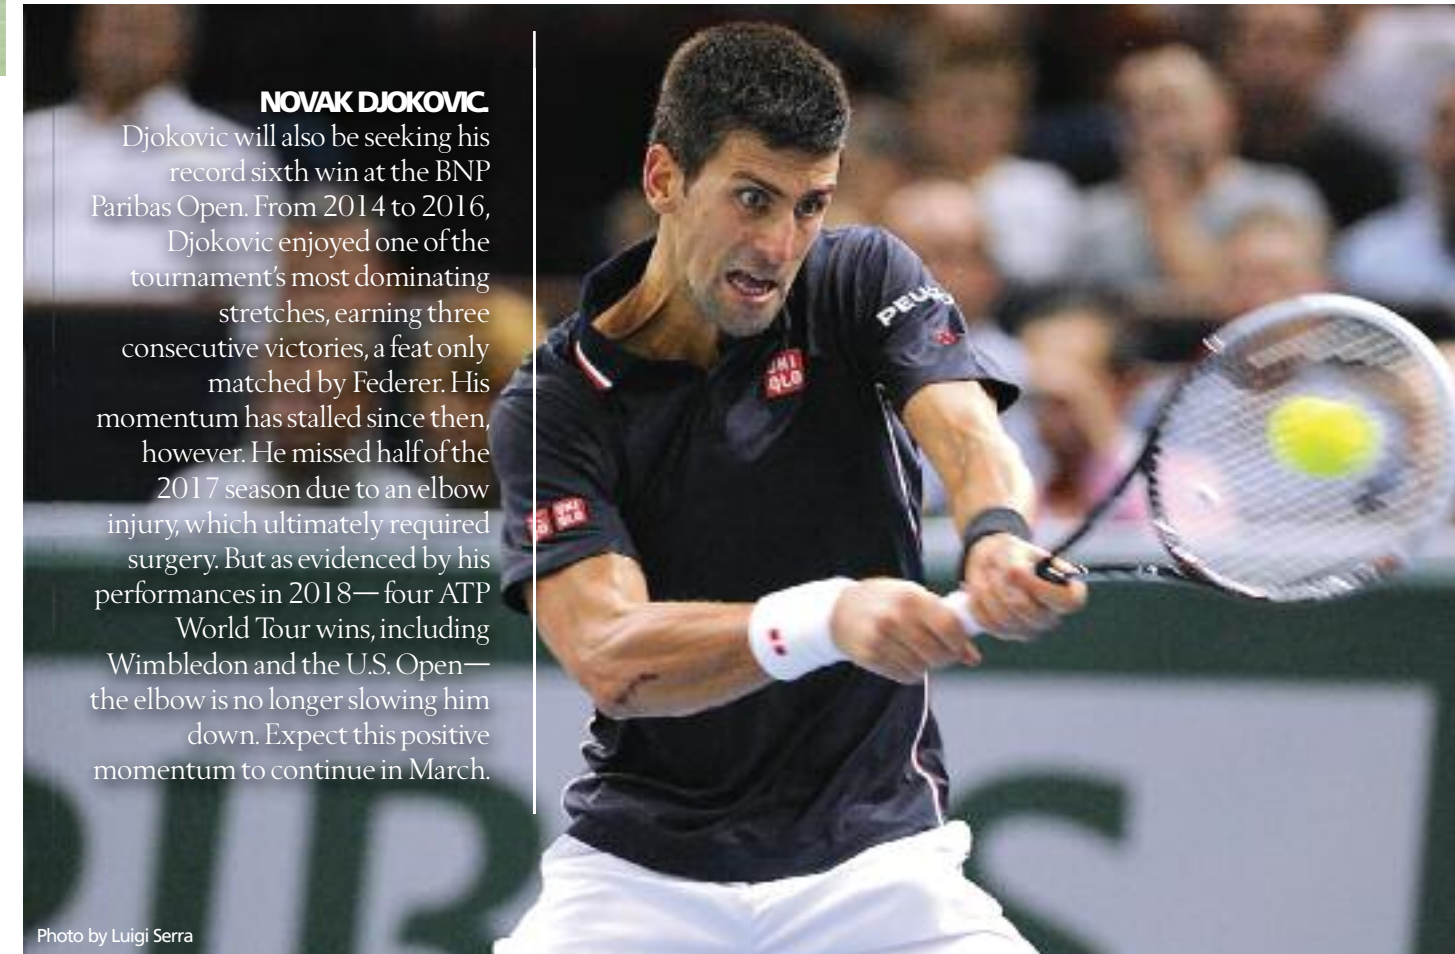 NOVAK DJOKOVIC.
Djokovic will also be seeking his
record sixth win at the BNP
Paribas Open. From 2014 to 2016,
Djokovic enjoyed one of the
tournament's most dominating
stretches, earning three
consecutive victories, a feat only
matched by Federer. His
momentum has stalled since then,
however. He missed half of the
2017 season due to an elbow
injury, which ultimately required
surgery. But as evidenced by his
performances in 2018— four ATP
World Tour wins, including
Wimbledon and the U.S. Open—
the elbow is no longer slowing him
down. Expect this positive
momentum to continue in March.
UNI
QLO
UNI
QLO
Photo by Luigi Serra